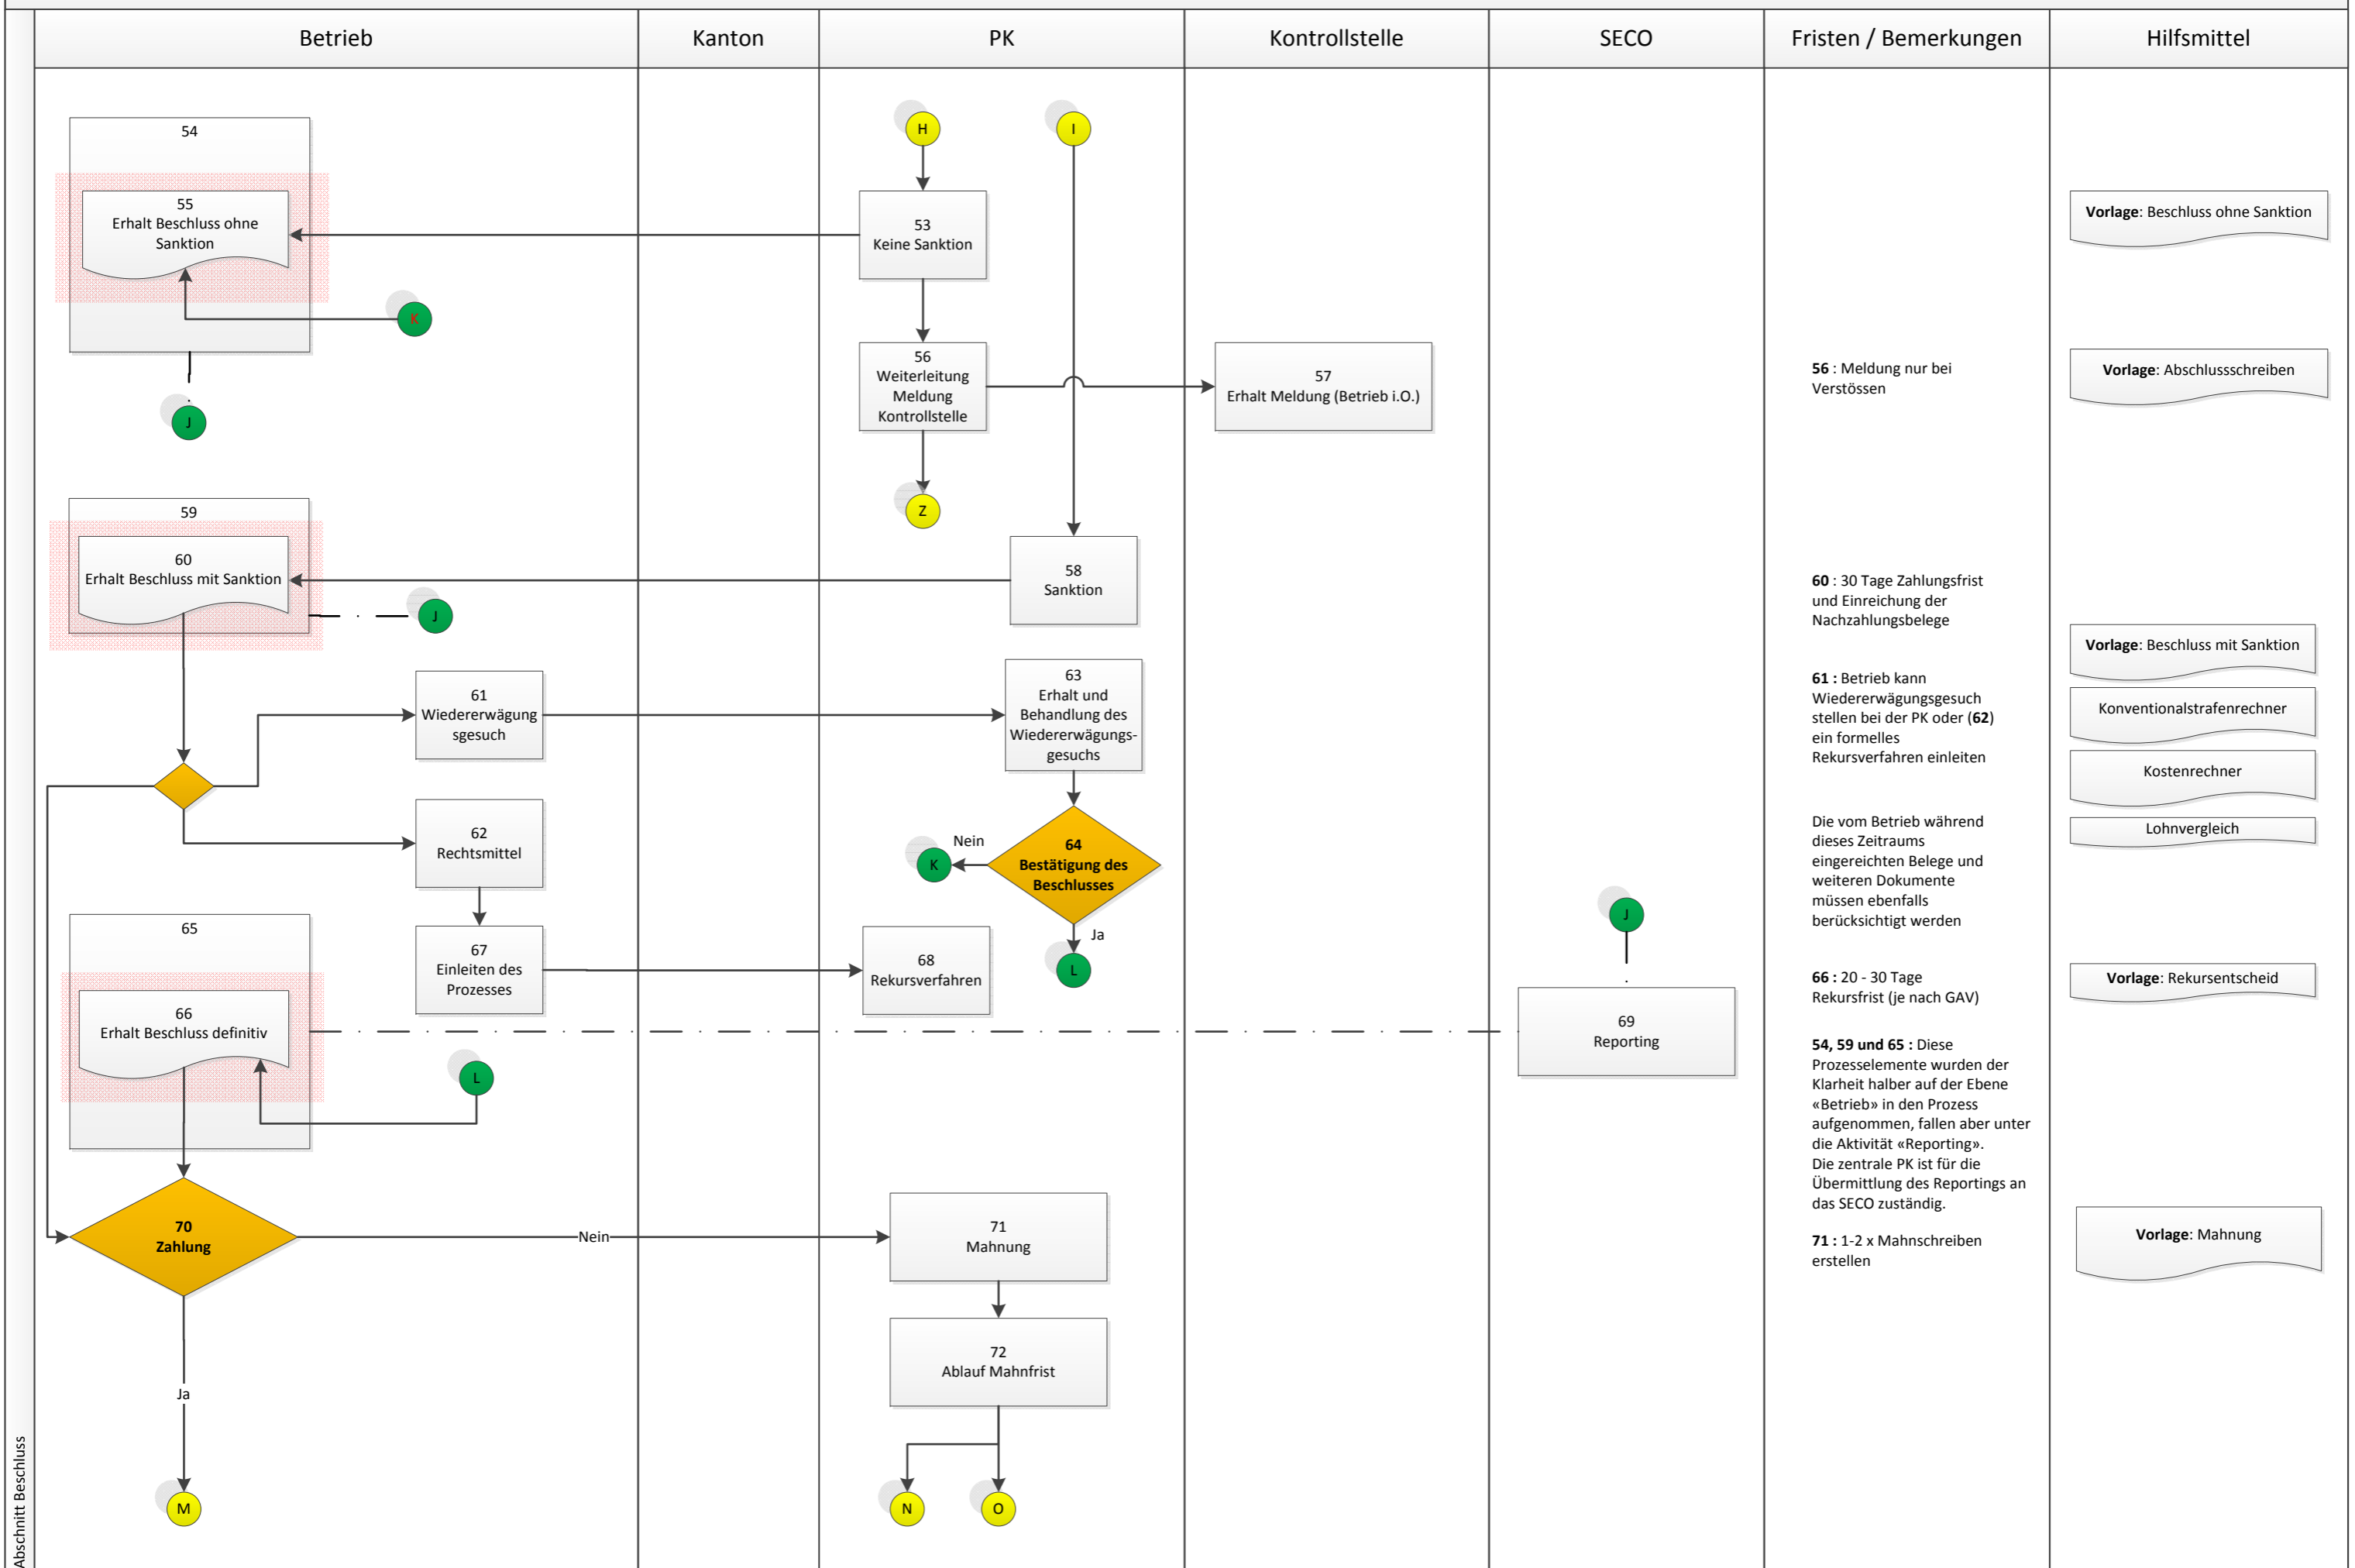 Betrieb
Kanton
PK
Kontrollstelle
SECO
Fristen / Bemerkungen
Hilfsmittel
54
55
Erhalt Beschluss ohne
Sanktion
K
J
H
I
53
Keine Sanktion
56
Weiterleitung
Meldung
Kontrollstelle
57
Erhalt Meldung (Betrieb i.O.)
Z
56 : Meldung nur bei
Verstössen
Vorlage: Beschluss ohne Sanktion
Vorlage: Abschlussschreiben
59
60
Erhalt Beschluss mit Sanktion
J
58
Sanktion
60 : 30 Tage Zahlungsfrist
und Einreichung der
Nachzahlungsbelege
Vorlage: Beschluss mit Sanktion
61
Wiedererwägung
sgesuch
63
Erhalt und
Behandlung des
Wiedererwägungs-
gesuchs
61 : Betrieb kann
Wiedererwägungsgesuch
stellen bei der PK oder (62)
ein formelles
Rekursverfahren einleiten
Konventionalstrafenrechner
Kostenrechner
Lohnvergleich
62
Rechtsmittel
64
Bestätigung des
Beschlusses
Nein
K
Ja
L
Die vom Betrieb während
dieses Zeitraums
eingereichten Belege und
weiteren Dokumente
müssen ebenfalls
berücksichtigt werden
65
66
Erhalt Beschluss definitiv
67
Einleiten des
Prozesses
68
Rekursverfahren
J
69
Reporting
66 : 20 - 30 Tage
Rekursfrist (je nach GAV)
Vorlage: Rekursentscheid
L
54, 59 und 65 : Diese
Prozesselemente wurden der
Klarheit halber auf der Ebene
«Betrieb» in den Prozess
aufgenommen, fallen aber unter
die Aktivität «Reporting».
Die zentrale PK ist für die
Übermittlung des Reportings an
das SECO zuständig.
70
Zahlung
Nein
71
Mahnung
71 : 1-2 x Mahnschreiben
erstellen
Vorlage: Mahnung
72
Ablauf Mahnfrist
Ja
M
N
O
Abschnitt Beschluss